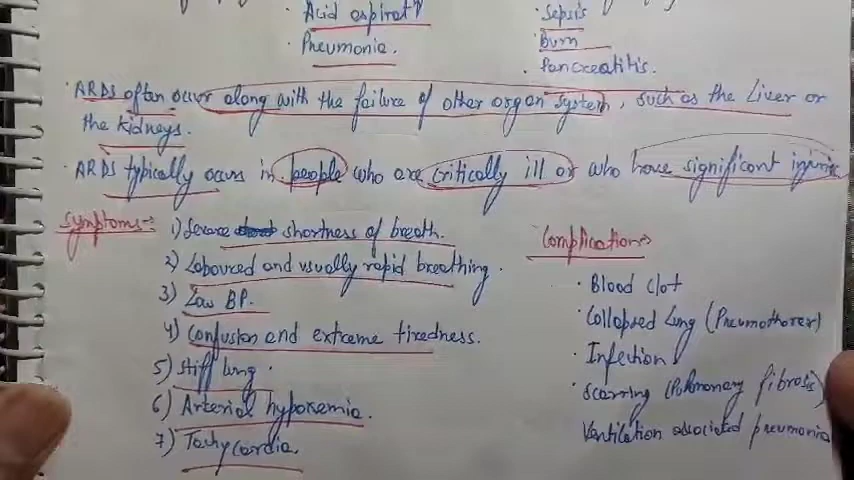 Acid aspirat?
· Sepsis
· Pneumonia.
Burn
· Pancreatitis.
· ARDs often occur along with the failure of other organ system, such as the Liver or
the kidneys.
· ARDS typically occurs in people who are critically ill or who have significant
Symptoms:-
1) Severe shortness of breath.
2) Laboured and usually rapid breathing.
3) Low BP.
4) Confusion and extreme tiredness.
5) Stiff lung.
6) Arterial hypoxemia.
7) Tachycardia.
Complications
· Blood clot
· Collapsed Lung (Pneumothorex)
· Infection
· Scarring (Pulmonary fibrosis)
Ventilation associated pneumonia